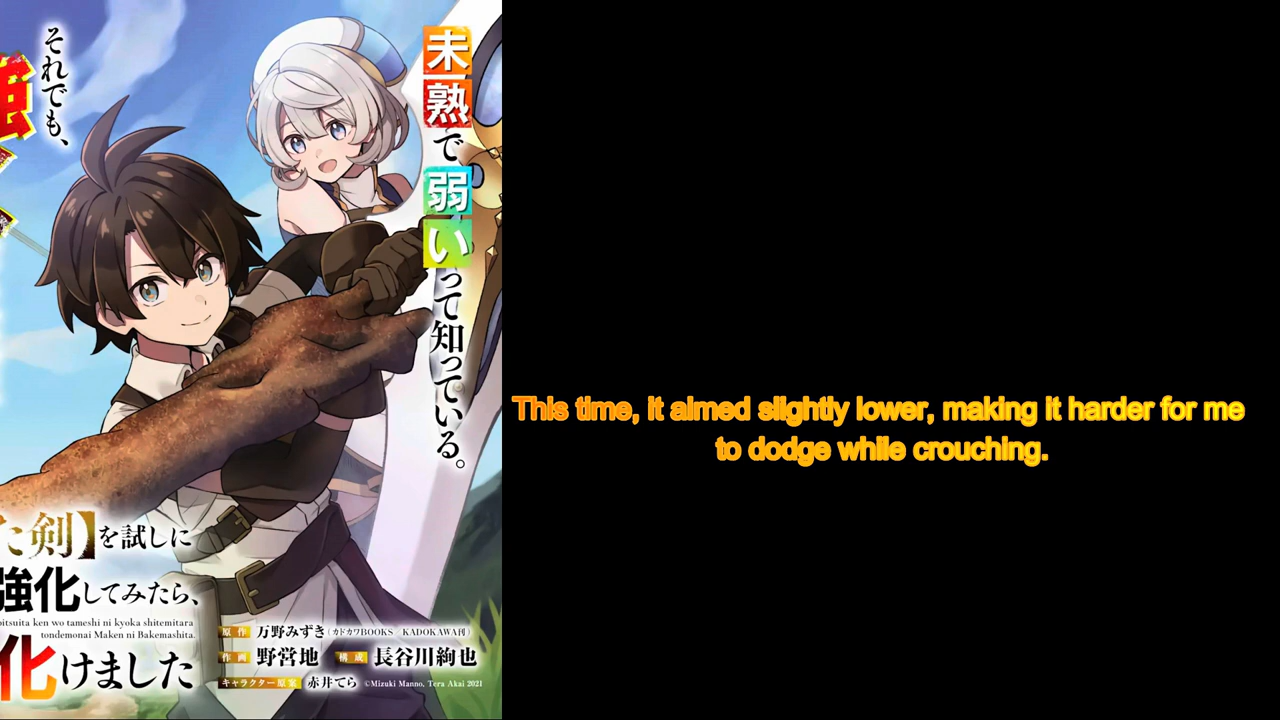 未熟で弱いって知っている。
それでも、
強
た剣】を試しに
強化してみたら、
bitsuita ken wo tameshi ni kyoka shitemitara
tondemonai Maken ni Bakemashita.
化けました
原作 万野みずき（カドカワBOOKS KADOKAWA刊）
作画 野営地 構成 長谷川絢也
キャラクター原案 赤井てら ©Mizuki Manno, Tera Akai 2021
This time, it aimed slightly lower, making it harder for me
to dodge while crouching.